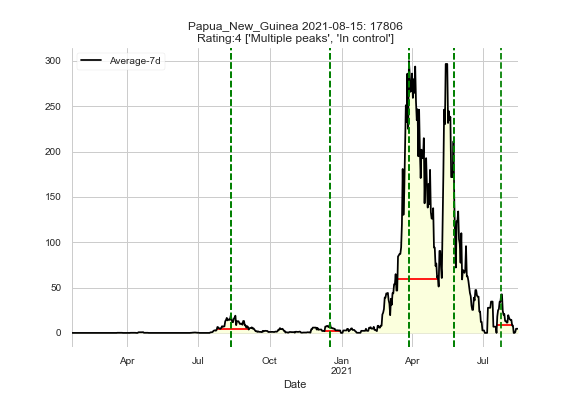 Papua_New_Guinea 2021-08-15: 17806
Rating:4 ['Multiple peaks', 'In control']
Average-7d
300
250
200
150
100
50
0
Apr
Jul
Oct
Jan
2021
Apr
Jul
Date